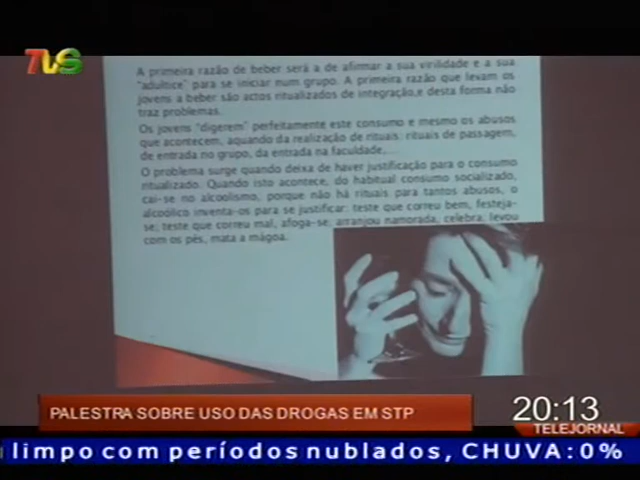 TVS
A primeira razão de beber será a de afirmar a sua virilidade e a sua
"adultice" para se iniciar num grupo. A primeira razão que levam os
jovens a beber são actos ritualizados de integração,e desta forma não
traz problemas.
Os jovens "digerem" perfeitamente este consumo e mesmo os abusos
que acontecem, aquando da realização de rituais: rituais de passagem,
de entrada no grupo, da entrada na faculdade,...
O problema surge quando deixa de haver justificação para o consumo
ritualizado. Quando isto acontece, do habitual consumo socializado,
cai-se no alcoolismo, porque não há rituais para tantos abusos, o
alcoólico inventa-os para se justificar: teste que correu bem, festeja-
se; teste que correu mal, afoga-se; arranjou namorada, celebra; levou
com os pés, mata a mágoa.
PALESTRA SOBRE USO DAS DROGAS EM STP
20:13
TELEJORNAL
limpo com períodos nublados, CHUVA:0%